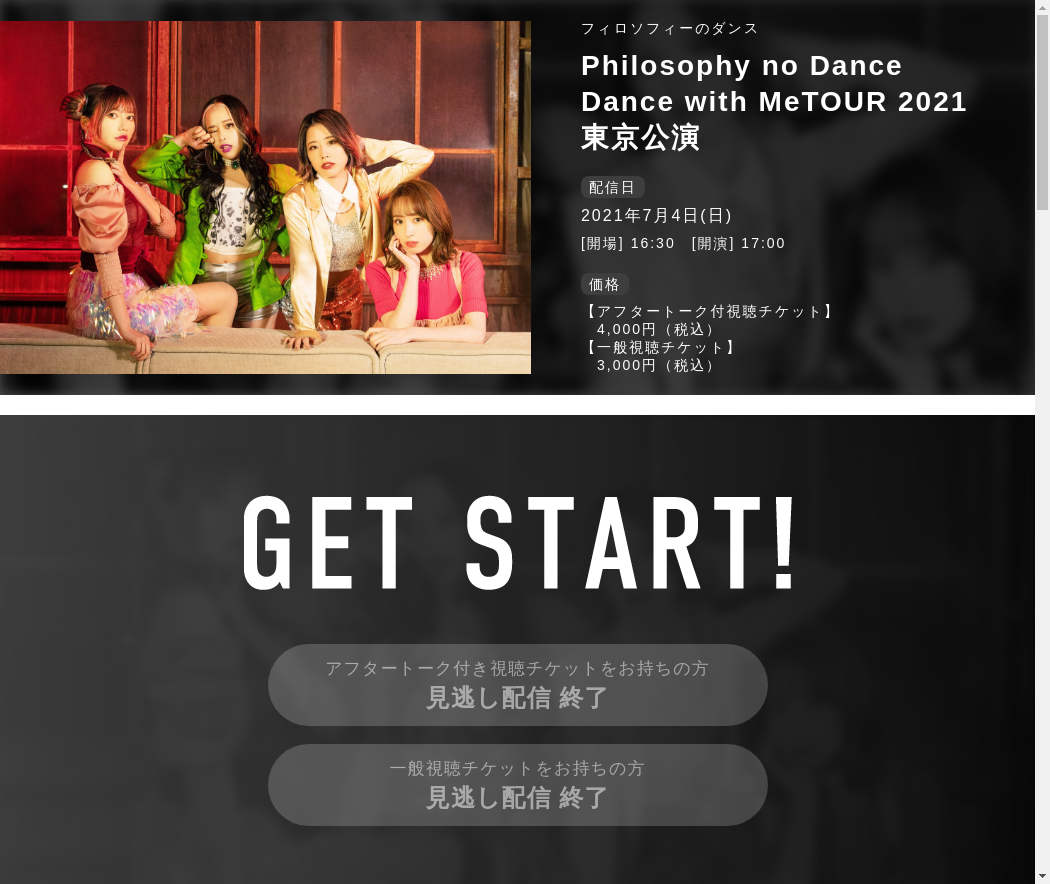 フィロソフィーのダンス
Philosophy no Dance
Dance with MeTOUR 2021
東京公演
配信日
2021年7月4日(日)
[開場] 16:30　[開演] 17:00
価格
【アフタートーク付視聴チケット】
4,000円（税込）
【一般視聴チケット】
3,000円（税込）
GET START!
アフタートーク付き視聴チケットをお持ちの方
見逃し配信 終了
一般視聴チケットをお持ちの方
見逃し配信 終了